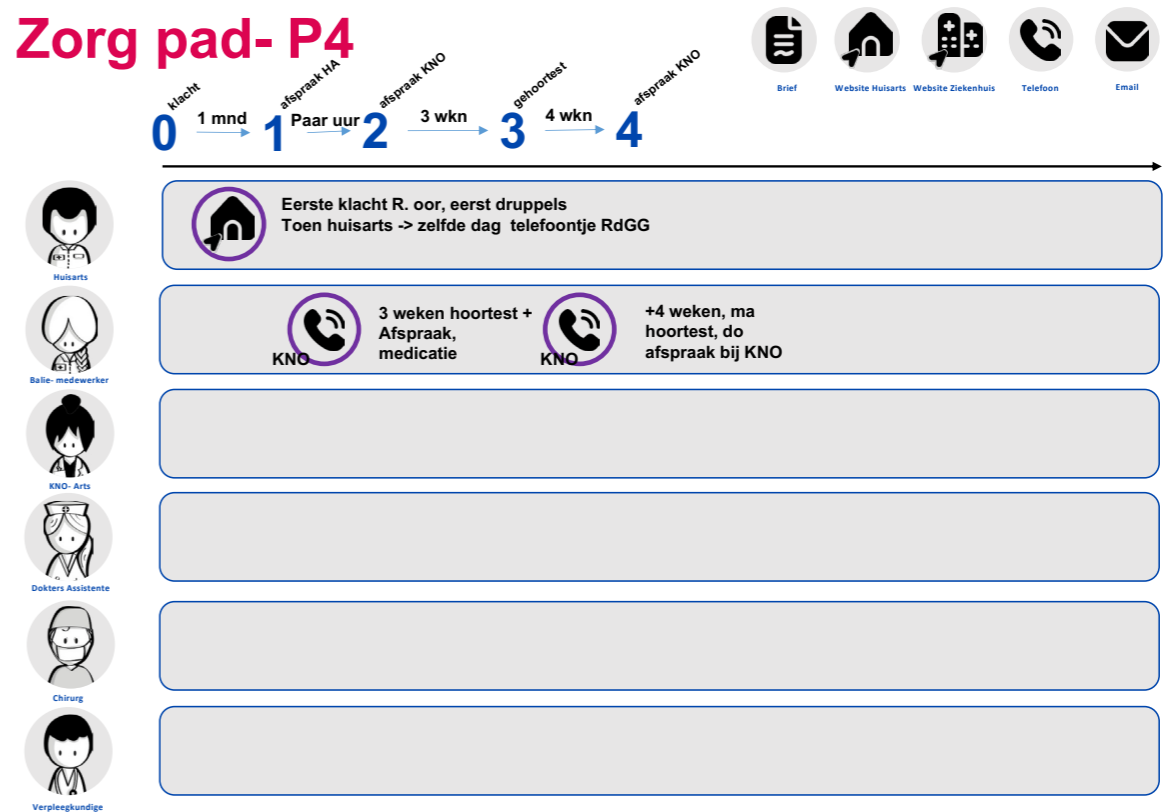 Zorg pad- P4
Brief
Website Huisarts
Website Ziekenhuis
Telefoon
Email
klacht
afspraak HA
afspraak KNO
gehoortest
afspraak KNO
0
1 mnd
1
Paar uur
2
3 wkn
3
4 wkn
4
Huisarts
Eerste klacht R. oor, eerst druppels
Toen huisarts -> zelfde dag telefoontje RdGG
Balie- medewerker
KNO
3 weken hoortest +
Afspraak,
medicatie
KNO
+4 weken, ma
hoortest, do
afspraak bij KNO
KNO- Arts
Dokters Assistente
Chirurg
Verpleegkundige